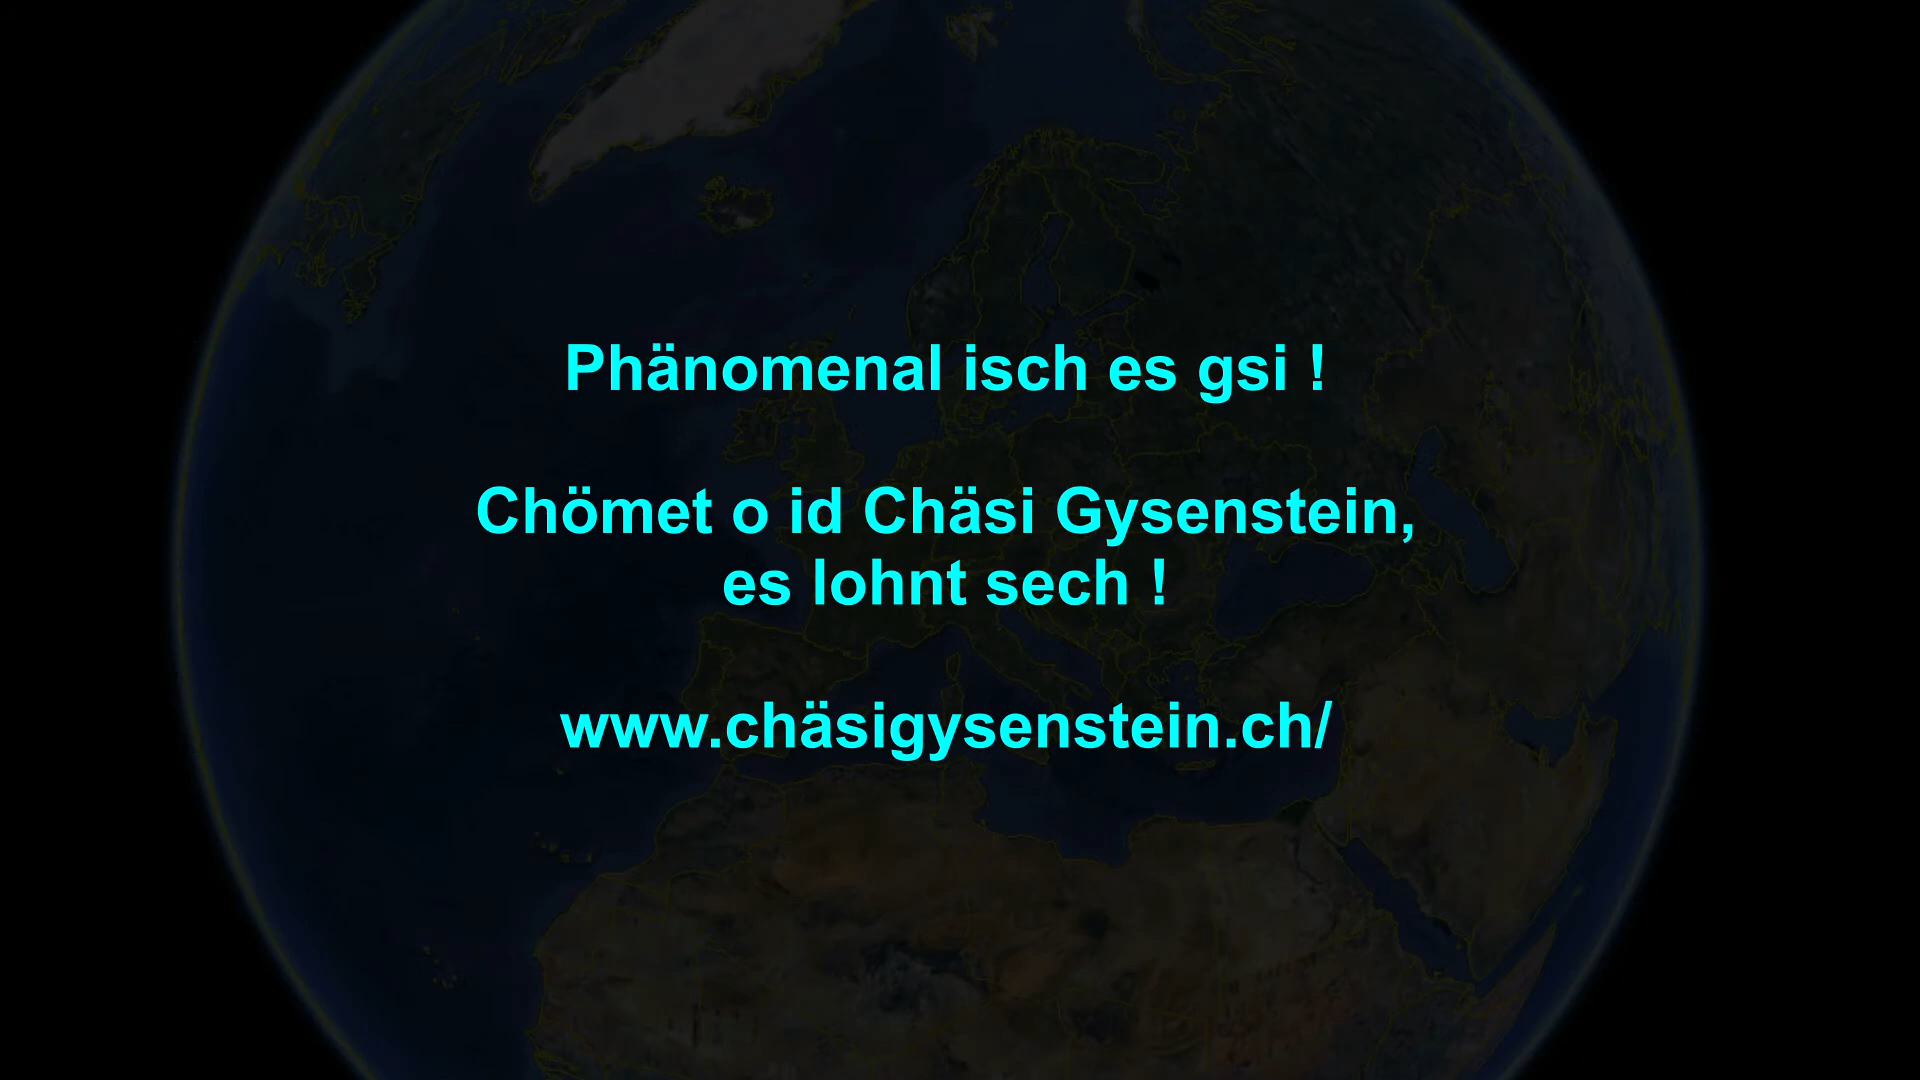 Phänomenal isch es gsi !
Chömet o id Chäsi Gysenstein,
es lohnt sech !
www.chäsigysenstein.ch/